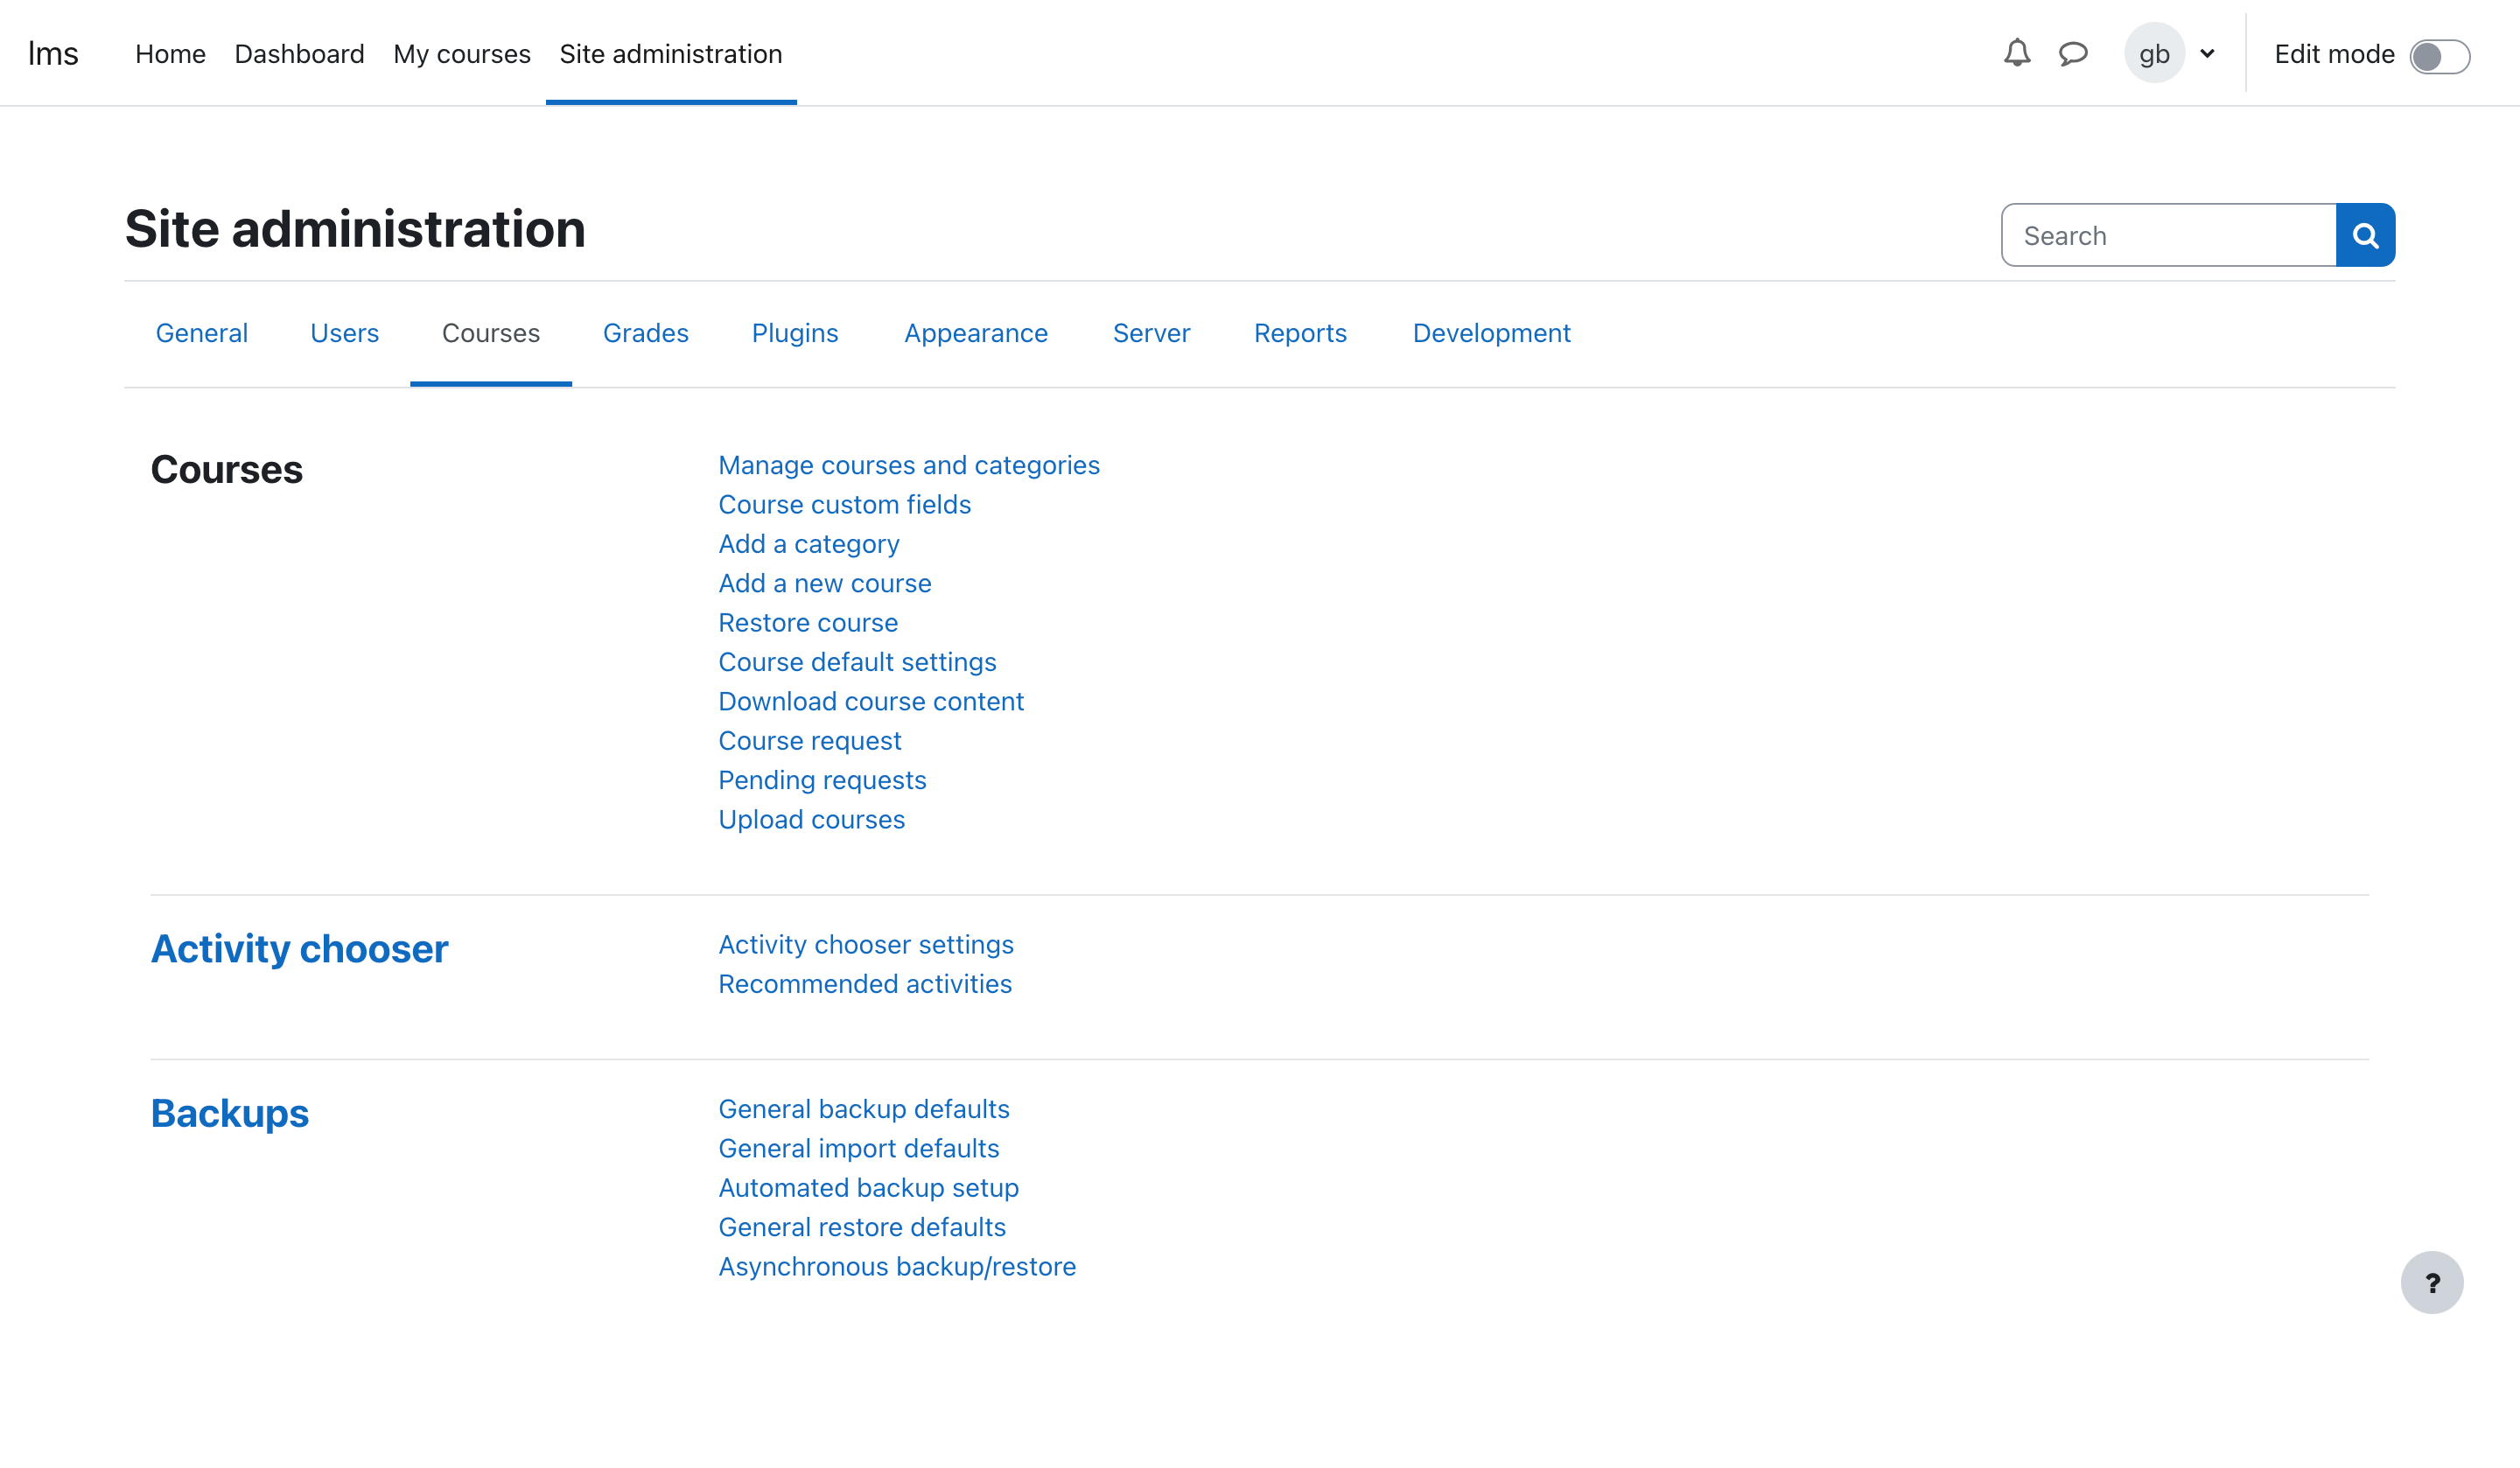 lms Home Dashboard My courses Site administration gb Edit mode
Site administration
Search
General Users Courses Grades Plugins Appearance Server Reports Development
Courses
Manage courses and categories
Course custom fields
Add a category
Add a new course
Restore course
Course default settings
Download course content
Course request
Pending requests
Upload courses
Activity chooser
Activity chooser settings
Recommended activities
Backups
General backup defaults
General import defaults
Automated backup setup
General restore defaults
Asynchronous backup/restore
?